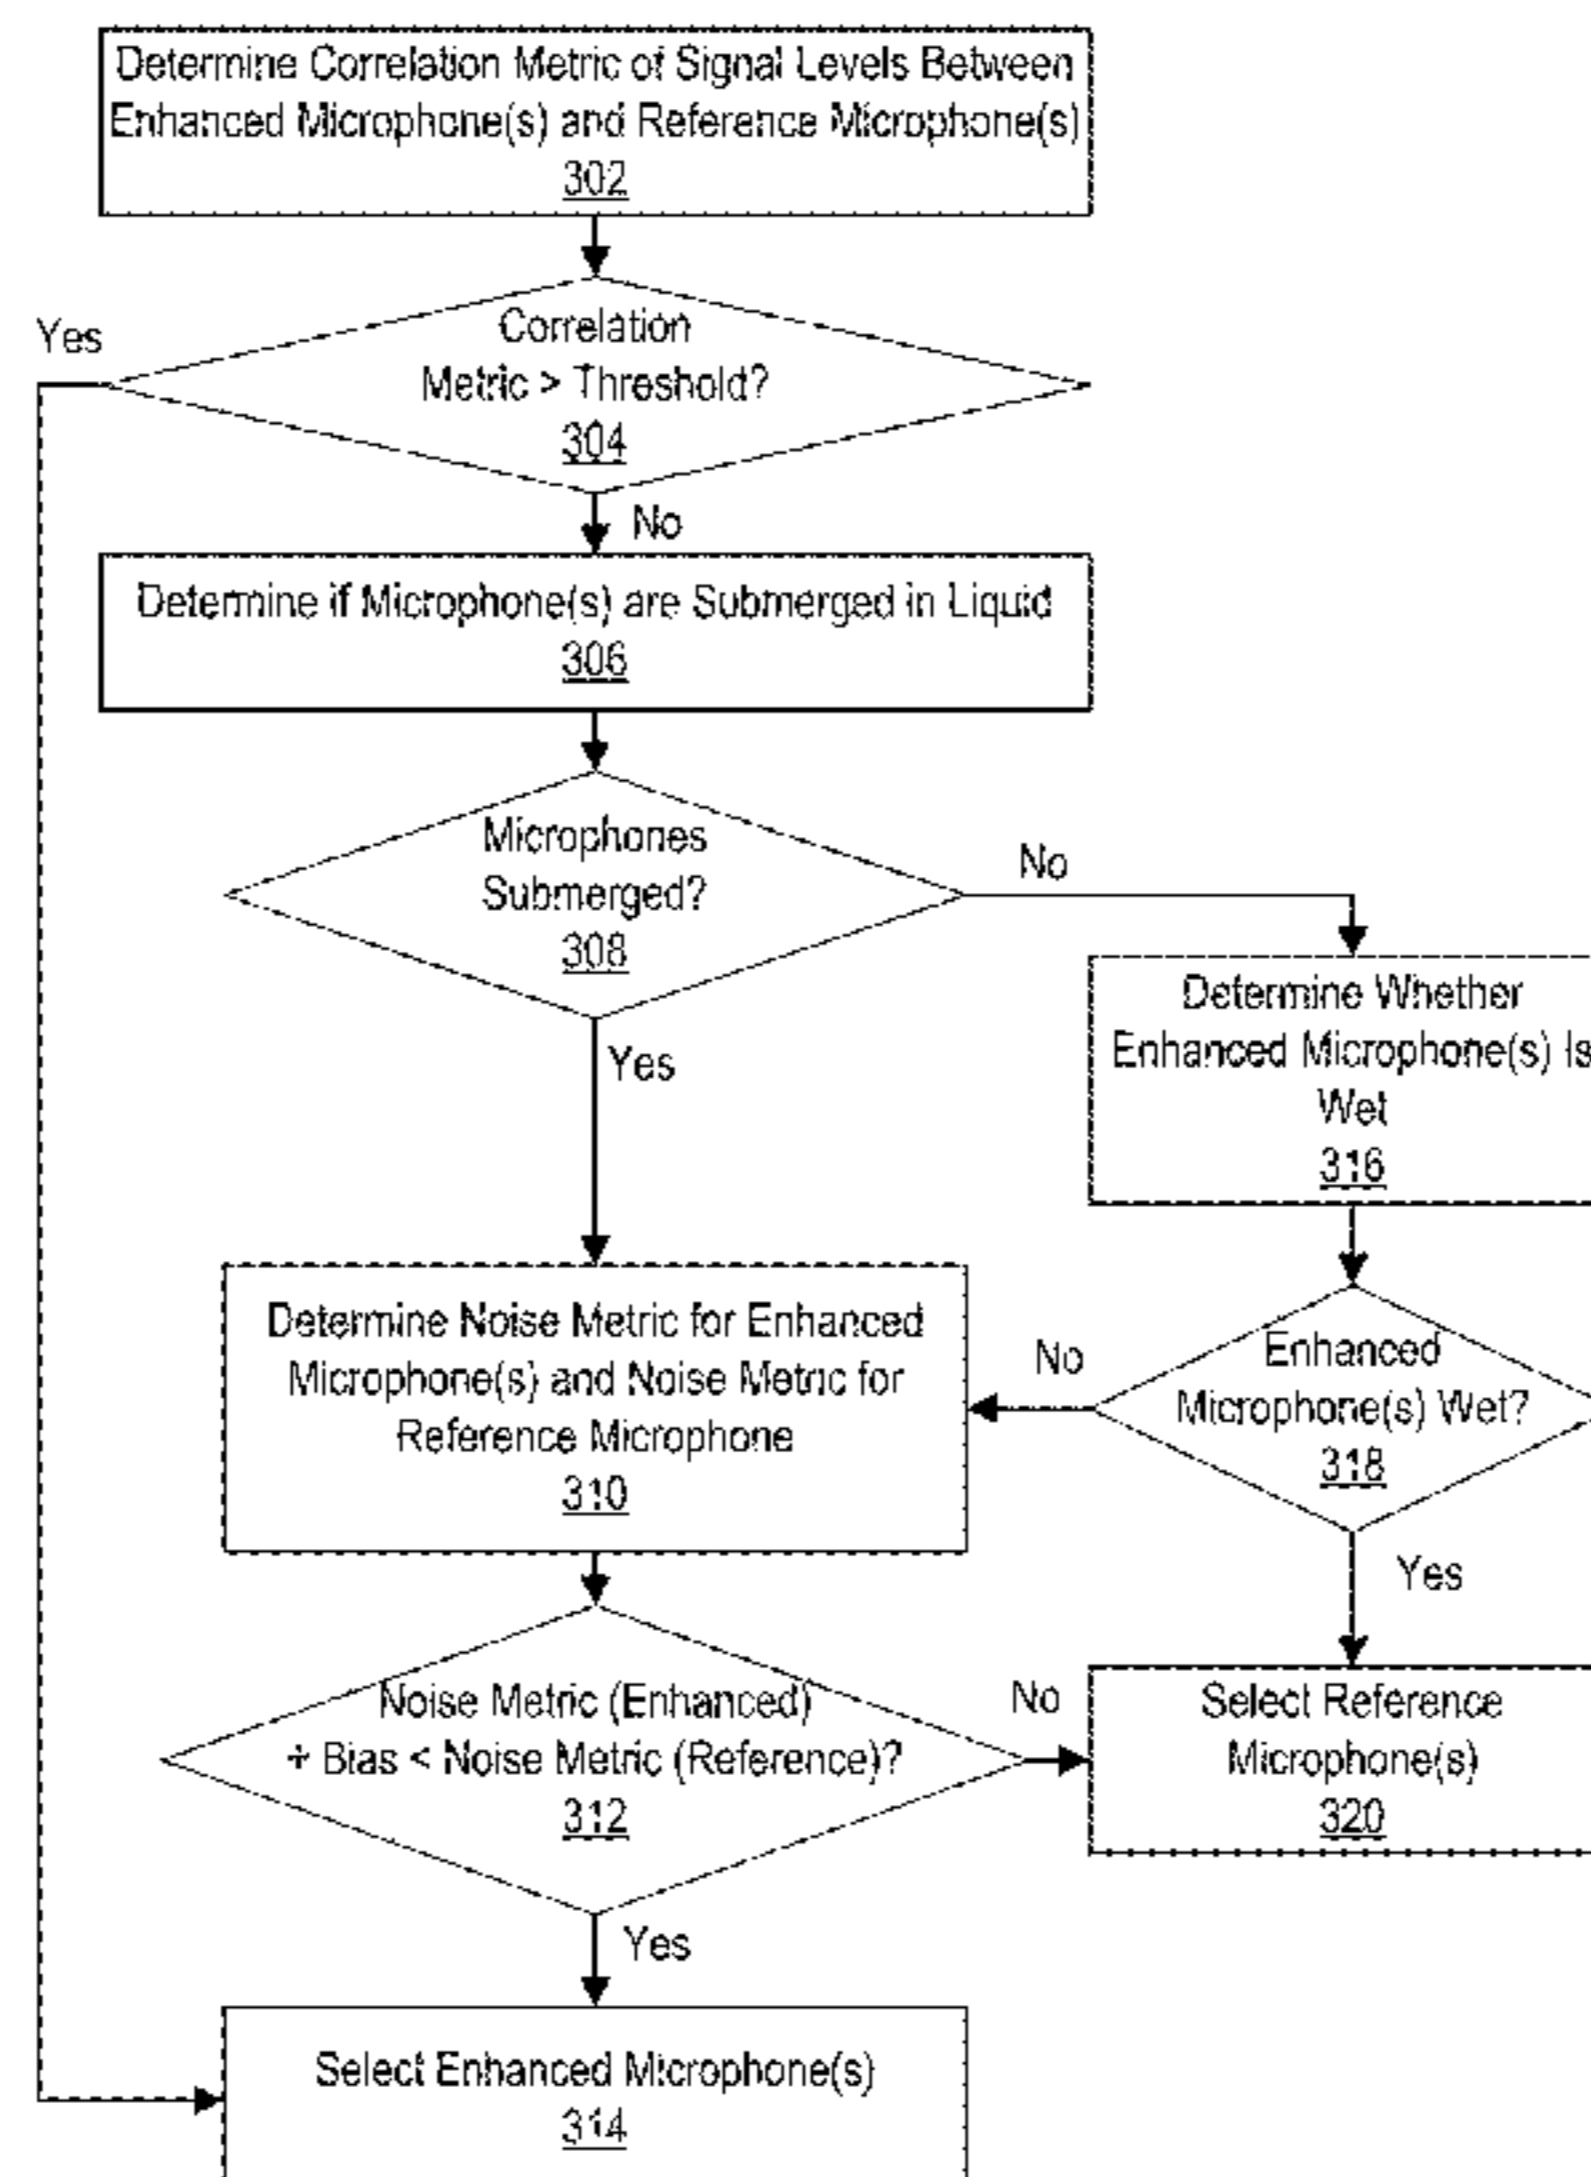 Determine Correlation Metric of Signal Levels Between
Enhanced Microphone(s) and Reference Microphone(s)
302
Yes
Correlation
Metric > Threshold?
304
No
Determine if Microphone(s) are Submerged in Liquid
306
Microphones
Submerged?
308
No
Yes
Determine Whether
Enhanced Microphone(s) Is
Wet
316
Determine Noise Metric for Enhanced
Microphone(s) and Noise Metric for
Reference Microphone
310
No
Enhanced
Microphone(s) Wet?
318
Yes
Noise Metric (Enhanced)
+ Bias < Noise Metric (Reference)?
312
No
Select Reference
Microphone(s)
320
Yes
Select Enhanced Microphone(s)
314